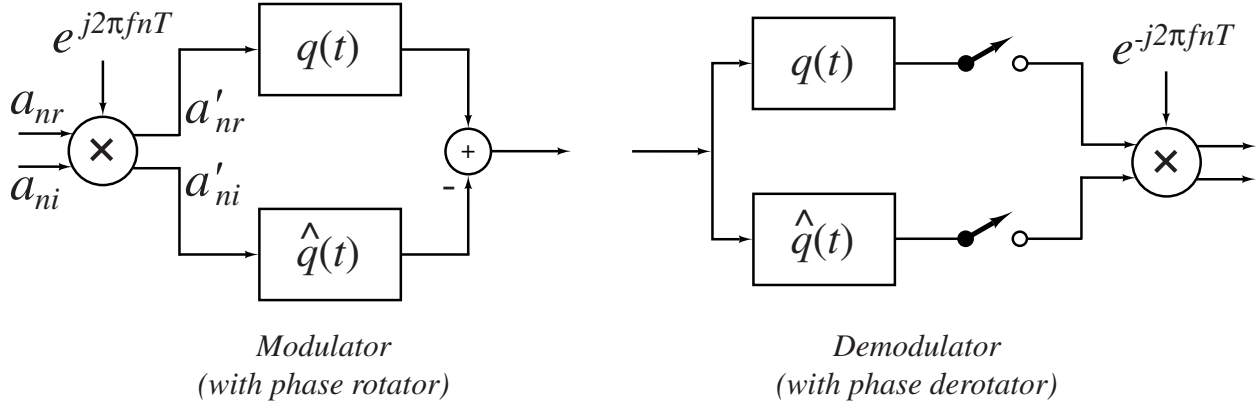 e^{j2πfnT}
a_{nr}
a_{ni}
×
a'_{nr}
a'_{ni}
q(t)
q̂(t)
+
-
Modulator
(with phase rotator)
q(t)
q̂(t)
e^{-j2πfnT}
×
Demodulator
(with phase derotator)